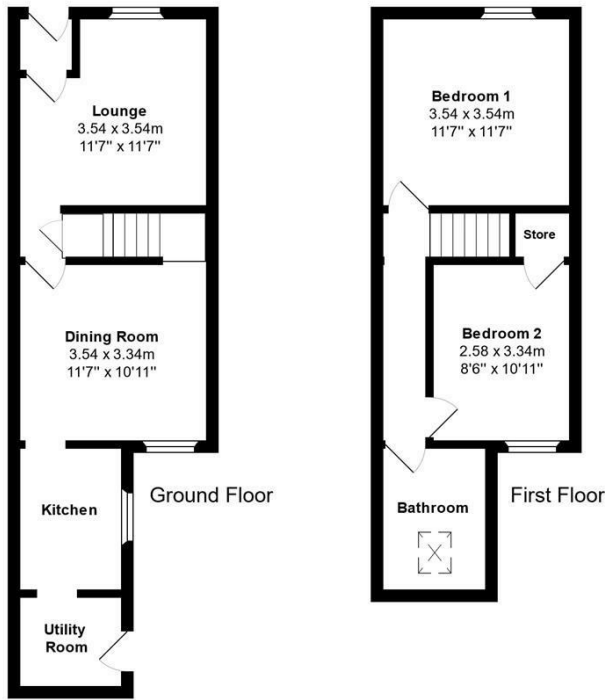 Lounge
3.54 x 3.54m
11'7" x 11'7"
Dining Room
3.54 x 3.34m
11'7" x 10'11"
Kitchen
Ground Floor
Utility
Room
Bedroom 1
3.54 x 3.54m
11'7" x 11'7"
Store
Bedroom 2
2.58 x 3.34m
8'6" x 10'11"
Bathroom
First Floor